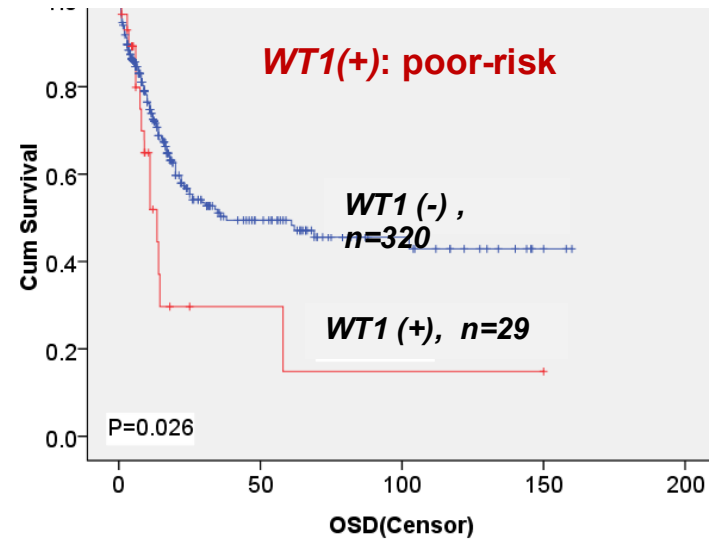 WT1(+): poor-risk
0.8
0.6
0.4
0.2
0.0
Cum Survival
WT1 (-) ,
n=320
WT1 (+), n=29
P=0.026
0 50 100 150 200
OSD(Censor)